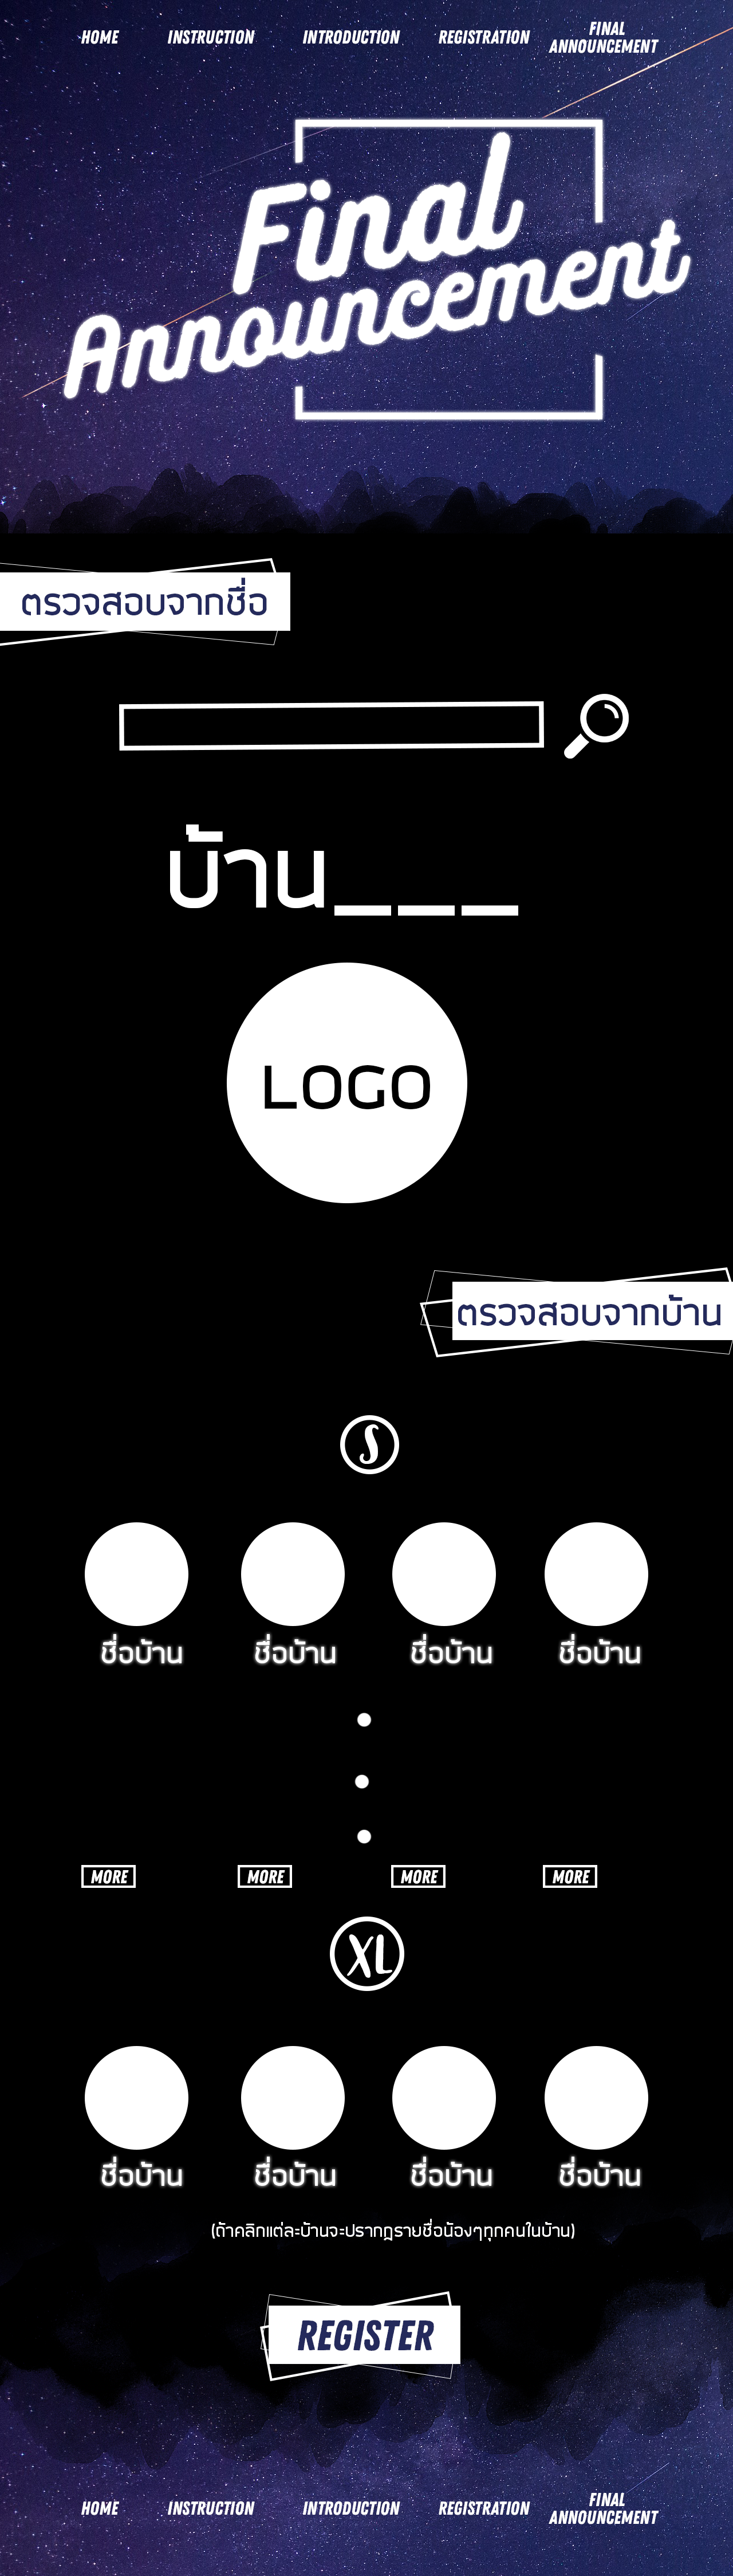 HOME INSTRUCTION INTRODUCTION REGISTRATION FINAL ANNOUNCEMENT
Final
Announcement
ตรวจสอบจากชื่อ
บ้าน___
LOGO
ตรวจสอบจากบ้าน
S
ชื่อบ้าน ชื่อบ้าน ชื่อบ้าน ชื่อบ้าน
MORE MORE MORE MORE
XL
ชื่อบ้าน ชื่อบ้าน ชื่อบ้าน ชื่อบ้าน
(ถ้าคลิกแต่ละบ้านจะปรากฎรายชื่อน้องๆทุกคนในบ้าน)
REGISTER
HOME INSTRUCTION INTRODUCTION REGISTRATION FINAL ANNOUNCEMENT